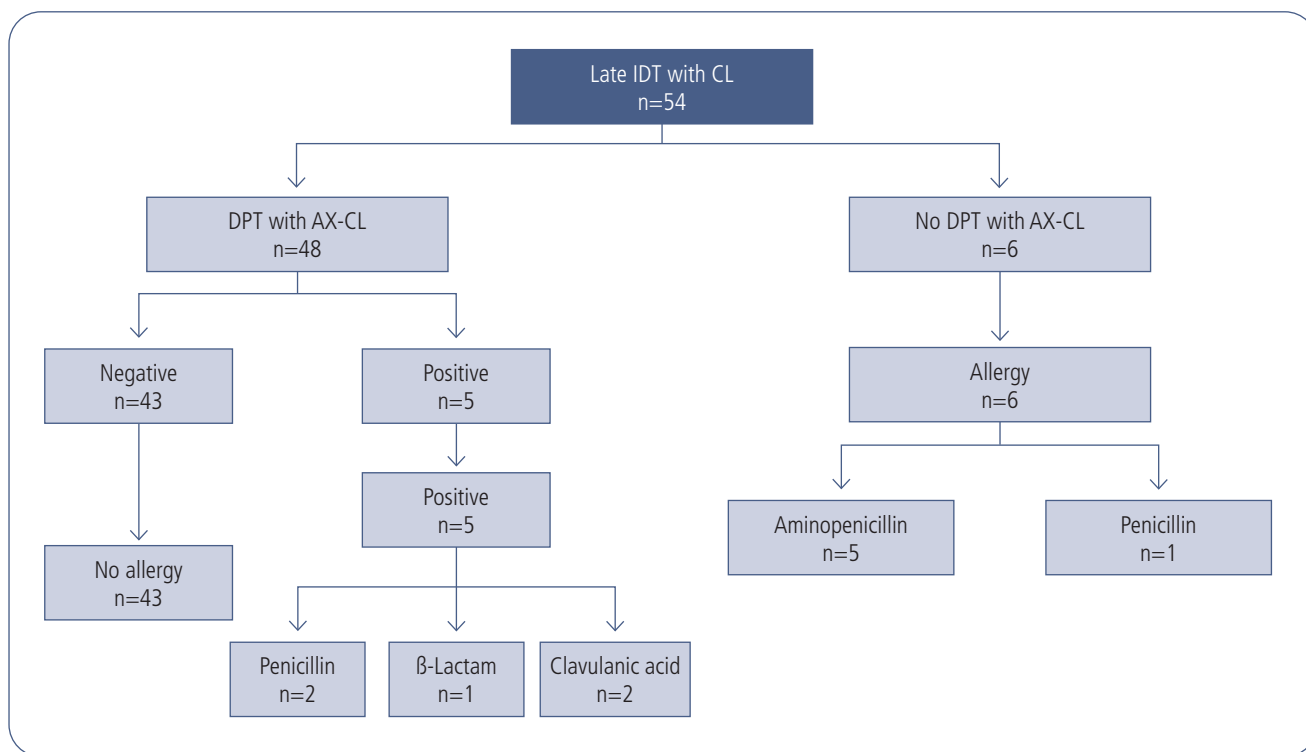 Late IDT with CL
n=54
DPT with AX-CL
n=48
No DPT with AX-CL
n=6
Negative
n=43
Positive
n=5
Allergy
n=6
Positive
n=5
Aminopenicillin
n=5
Penicillin
n=1
No allergy
n=43
Penicillin
n=2
ß-Lactam
n=1
Clavulanic acid
n=2